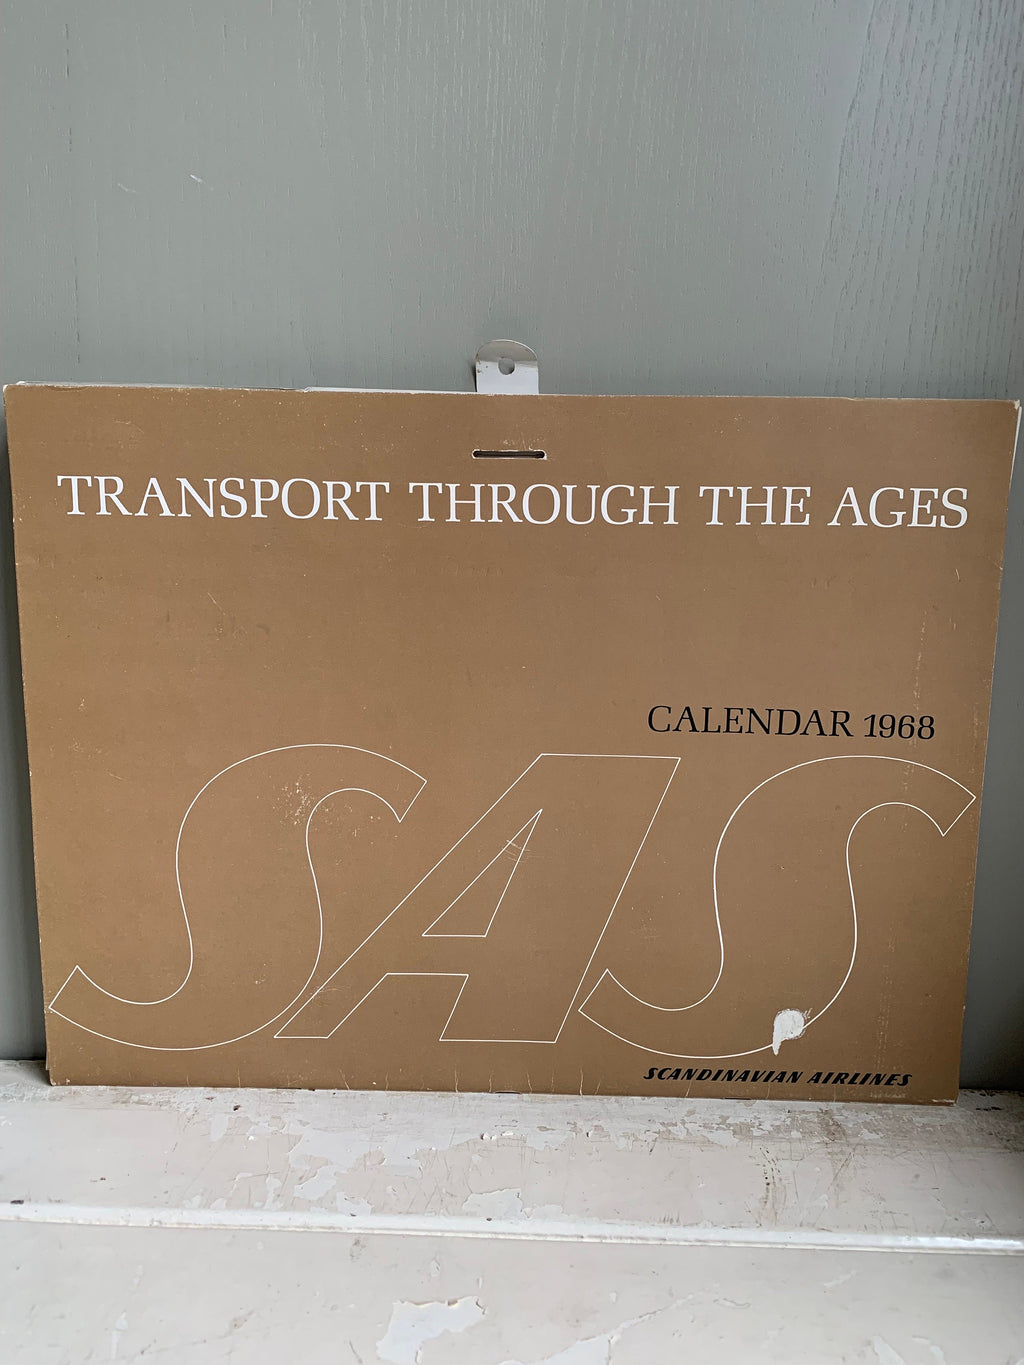 TRANSPORT THROUGH THE AGES
CALENDAR 1968
SAS
SCANDINAVIAN AIRLINES